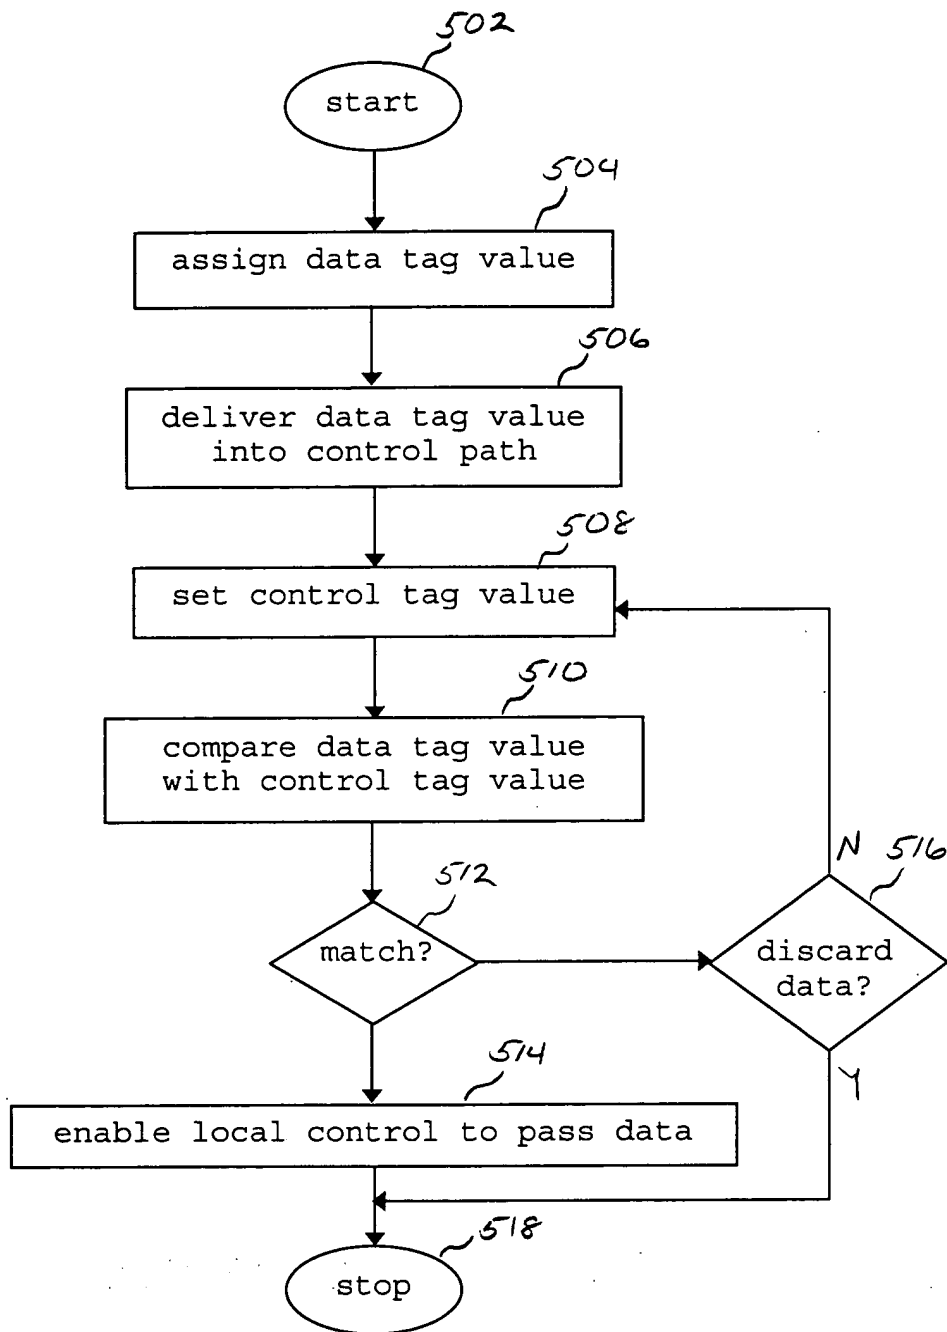 502
start
504
assign data tag value
506
deliver data tag value
into control path
508
set control tag value
510
compare data tag value
with control tag value
512
match?
N
516
discard
data?
514
Y
enable local control to pass data
518
stop